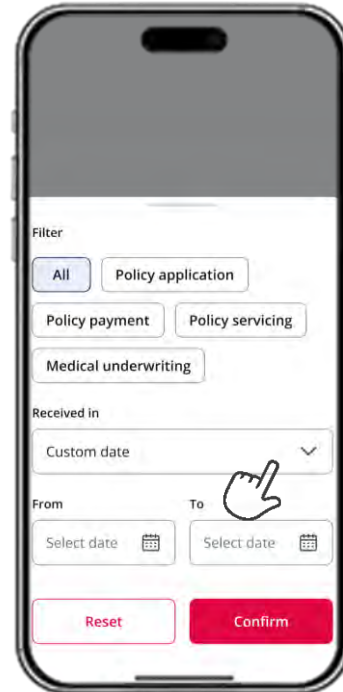 Filter
All Policy application
Policy payment Policy servicing
Medical underwriting
Received in
Custom date
From To
Select date Select date
Reset Confirm